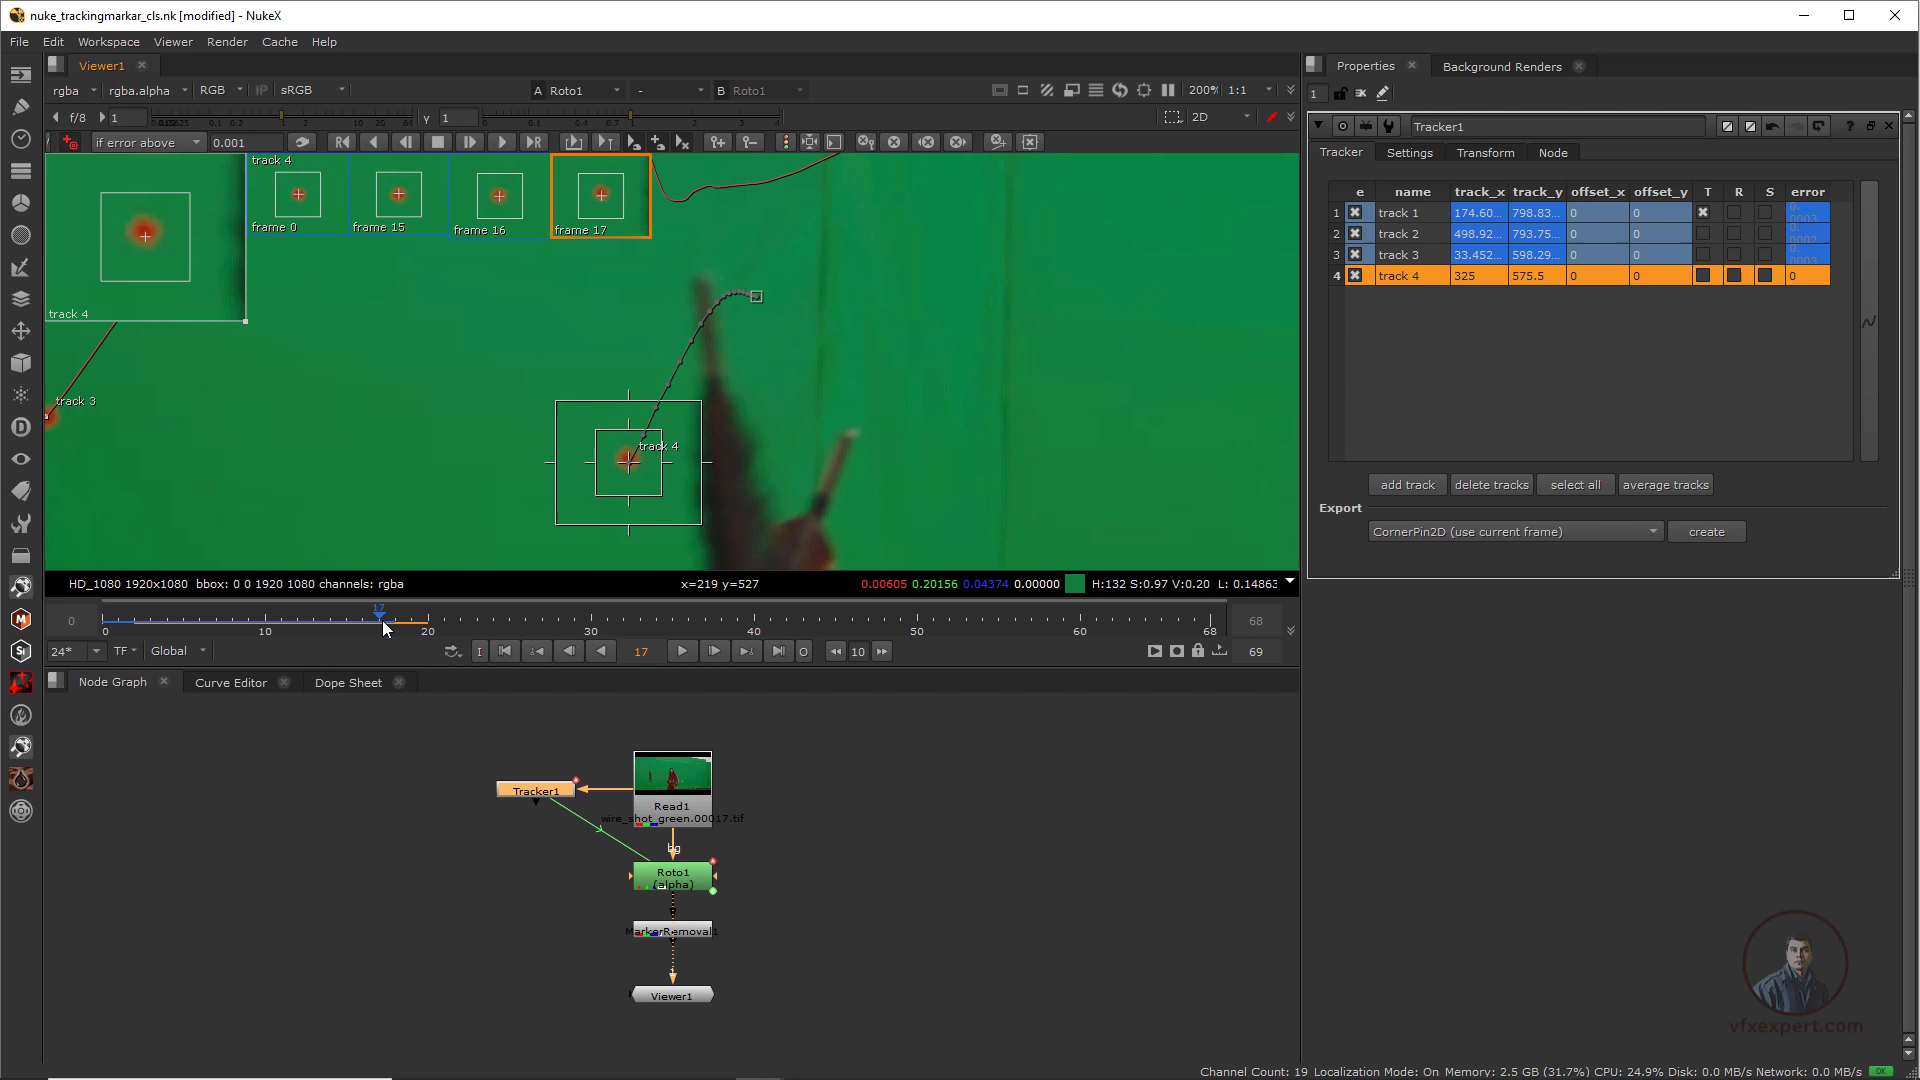 nuke_trackingmarkar_cls.nk [modified] - NukeX
File Edit Workspace Viewer Render Cache Help
Viewer1
Properties
Background Renders
rgba rgba.alpha RGB IP sRGB A Roto1 - B Roto1 200% 1:1
1
f/8 1 y 1 2D
Tracker1
if error above 0.001
Tracker Settings Transform Node
track 4
frame 0 frame 15 frame 16 frame 17
track 4
track 3
track 4
e name track_x track_y offset_x offset_y T R S error
1 track 1 174.60... 798.83... 0 0
2 track 2 498.92... 793.75... 0 0
3 track 3 33.452... 598.29... 0 0
4 track 4 325 575.5 0 0 0
add track delete tracks select all average tracks
Export
CornerPin2D (use current frame) create
HD_1080 1920x1080 bbox: 0 0 1920 1080 channels: rgba x=219 y=527 0.00605 0.20156 0.04374 0.00000 H:132 S:0.97 V:0.20 L: 0.14863
17
0 0 10 20 30 40 50 60 68 68
24* TF Global I 17 O 10 69
Node Graph Curve Editor Dope Sheet
Tracker1
Read1
wire_shot_green.00017.tif
bg
Roto1
(alpha)
MarkerRemoval1
1
Viewer1
vfxexpert.com
Channel Count: 19 Localization Mode: On Memory: 2.5 GB (31.7%) CPU: 24.9% Disk: 0.0 MB/s Network: 0.0 MB/s OK